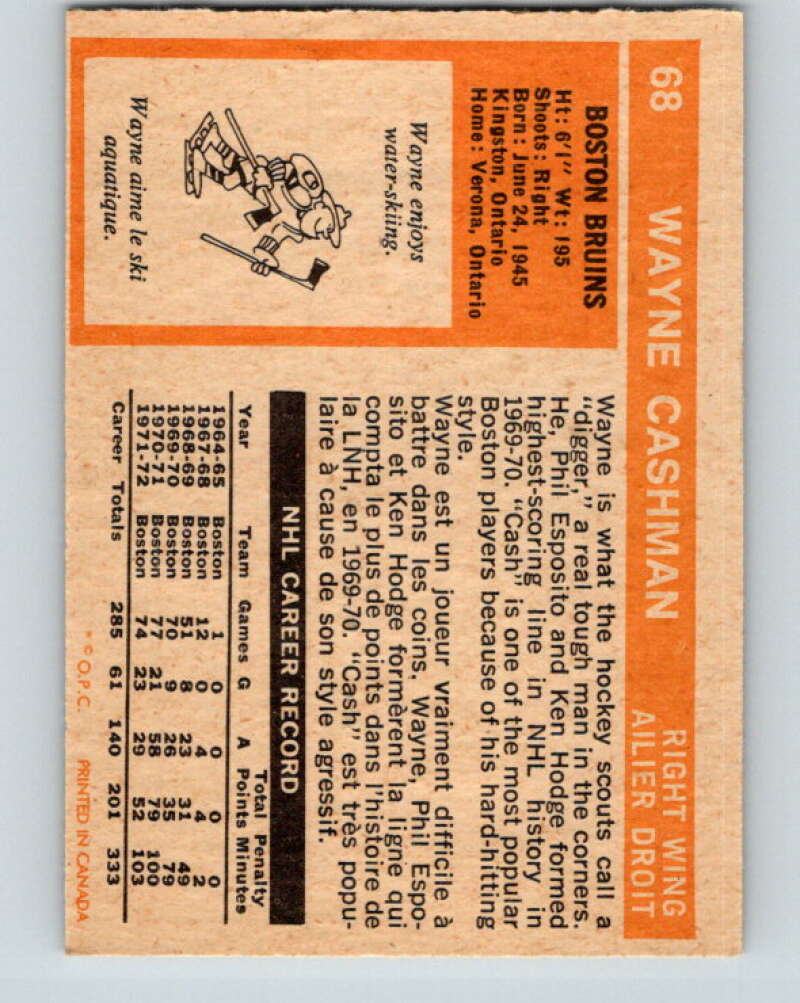 68 WAYNE CASHMAN RIGHT WING
AILIER DROIT
BOSTON BRUINS
Ht: 6'1" Wt: 195
Shoots: Right
Born: June 24, 1945
Kingston, Ontario
Home: Verona, Ontario
Wayne enjoys
water-skiing.
Wayne aime le ski
aquatique.
Wayne is what the hockey scouts call a
"digger," a real tough man in the corners.
He, Phil Esposito and Ken Hodge formed
highest-scoring line in NHL history in
1969-70. "Cash" is one of the most popular
Boston players because of his hard-hitting
style.
Wayne est un joueur vraiment difficile à
battre dans les coins. Wayne, Phil Espo-
sito et Ken Hodge formèrent la ligne qui
compta le plus de points dans l'histoire de
la LNH, en 1969-70. "Cash" est très popu-
laire à cause de son style agressif.
NHL CAREER RECORD
Total Penalty
Year Team Games G A Points Minutes
1964-65 Boston 1 0 0 0 0
1967-68 Boston 12 0 4 4 2
1968-69 Boston 51 8 23 31 49
1969-70 Boston 70 9 26 35 79
1970-71 Boston 77 21 58 79 100
1971-72 Boston 74 23 29 52 103
Career Totals 285 61 140 201 333
* © O.P.C. PRINTED IN CANADA